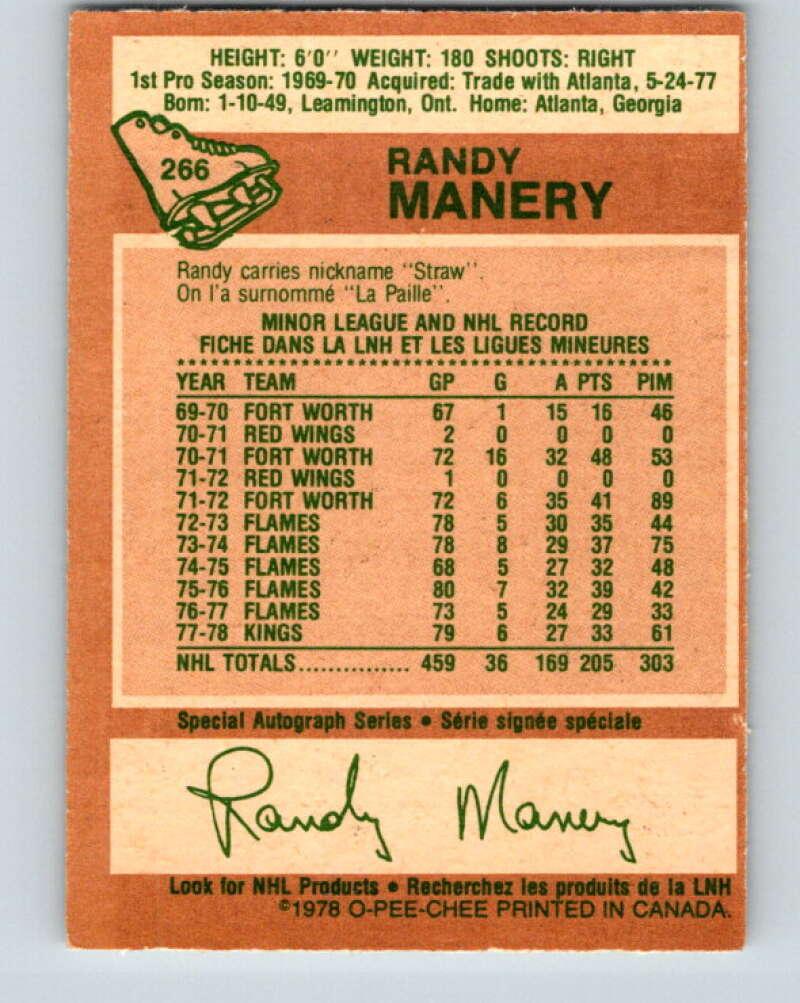 HEIGHT: 6'0" WEIGHT: 180 SHOOTS: RIGHT
1st Pro Season: 1969-70 Acquired: Trade with Atlanta, 5-24-77
Born: 1-10-49, Leamington, Ont. Home: Atlanta, Georgia
266
RANDY
MANERY
Randy carries nickname "Straw".
On l'a surnommé "La Paille".
MINOR LEAGUE AND NHL RECORD
FICHE DANS LA LNH ET LES LIGUES MINEURES
YEAR TEAM GP G A PTS PIM
69-70 FORT WORTH 67 1 15 16 46
70-71 RED WINGS 2 0 0 0 0
70-71 FORT WORTH 72 16 32 48 53
71-72 RED WINGS 1 0 0 0 0
71-72 FORT WORTH 72 6 35 41 89
72-73 FLAMES 78 5 30 35 44
73-74 FLAMES 78 8 29 37 75
74-75 FLAMES 68 5 27 32 48
75-76 FLAMES 80 7 32 39 42
76-77 FLAMES 73 5 24 29 33
77-78 KINGS 79 6 27 33 61
NHL TOTALS............... 459 36 169 205 303
Special Autograph Series • Série signée spéciale
Randy Manery
Look for NHL Products • Recherchez les produits de la LNH
©1978 O-PEE-CHEE PRINTED IN CANADA.